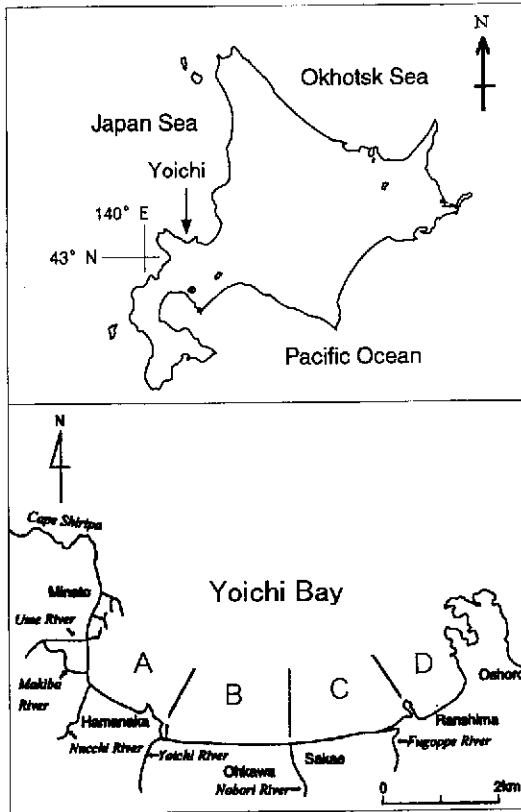 N
Okhotsk Sea
Japan Sea
Yoichi
140° E
43° N
Pacific Ocean
N
Cape Shiripa
Minato
Yoichi Bay
Ume River
Oshoro
A
D
B
C
Makiba
River
Hamanaka
Ranshima
Nucchi River
Yoichi River
Sakae
Fugoppe River
Ohkawa
Nobori River
0
2km